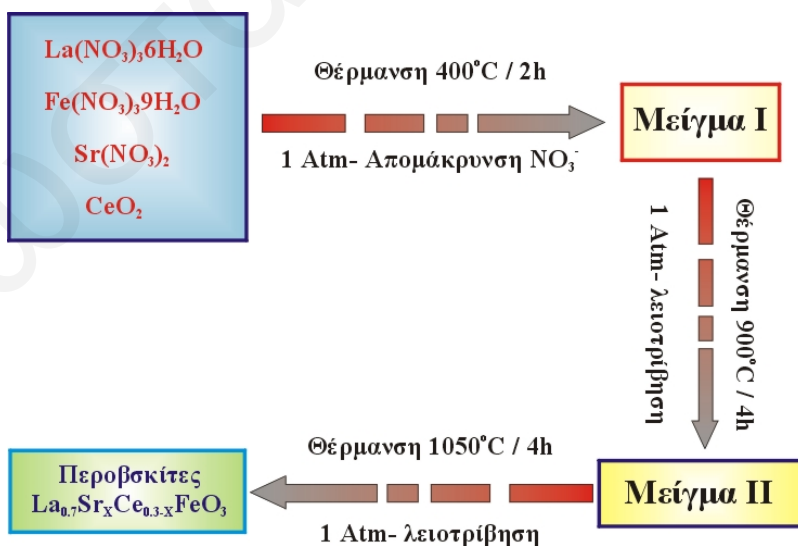 La(NO₃)₃6H₂O
Fe(NO₃)₃9H₂O
Sr(NO₃)₂
CeO₂
Θέρμανση 400°C / 2h
1 Atm- Απομάκρυνση NO₃⁻
Μείγμα I
Θέρμανση 900°C / 4h
1 Atm- λειοτρίβηση
Μείγμα II
Θέρμανση 1050°C / 4h
1 Atm- λειοτρίβηση
Περοβσκίτες
La₀.₇SrₓCe₀.₃₋ₓFeO₃